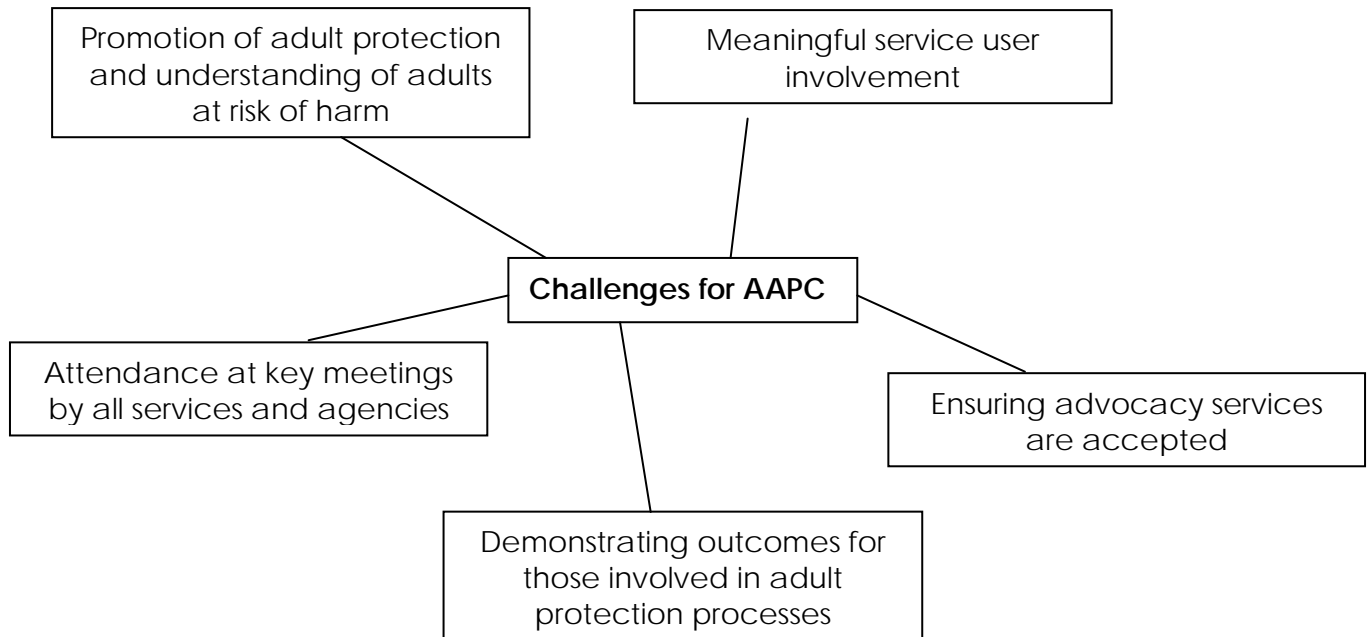 Promotion of adult protection
and understanding of adults
at risk of harm
Meaningful service user
involvement
Challenges for AAPC
Attendance at key meetings
by all services and agencies
Ensuring advocacy services
are accepted
Demonstrating outcomes for
those involved in adult
protection processes